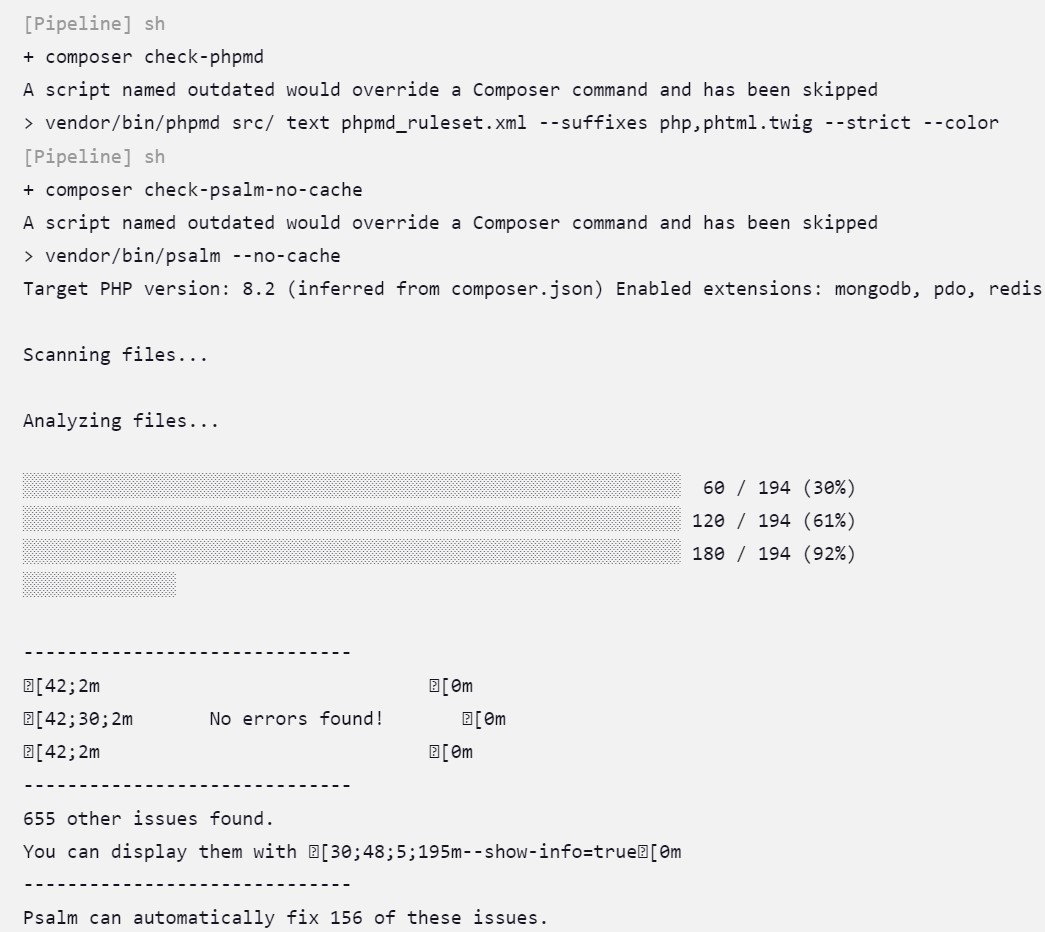 [Pipeline] sh
+ composer check-phpmd
A script named outdated would override a Composer command and has been skipped
> vendor/bin/phpmd src/ text phpmd_ruleset.xml --suffixes php,phtml.twig --strict --color
[Pipeline] sh
+ composer check-psalm-no-cache
A script named outdated would override a Composer command and has been skipped
> vendor/bin/psalm --no-cache
Target PHP version: 8.2 (inferred from composer.json) Enabled extensions: mongodb, pdo, redis
Scanning files...
Analyzing files...
░░░░░░░░░░░░░░░░░░░░░░░░░░░░░░░░░░░░░░░░░░░░░░░░░░░░░░░░░░░░  60 / 194 (30%)
░░░░░░░░░░░░░░░░░░░░░░░░░░░░░░░░░░░░░░░░░░░░░░░░░░░░░░░░░░░░ 120 / 194 (61%)
░░░░░░░░░░░░░░░░░░░░░░░░░░░░░░░░░░░░░░░░░░░░░░░░░░░░░░░░░░░░ 180 / 194 (92%)
░░░░░░░░░░░░░░
------------------------------
�[42;2m                              �[0m
�[42;30;2m       No errors found!       �[0m
�[42;2m                              �[0m
------------------------------
655 other issues found.
You can display them with �[30;48;5;195m--show-info=true�[0m
------------------------------
Psalm can automatically fix 156 of these issues.